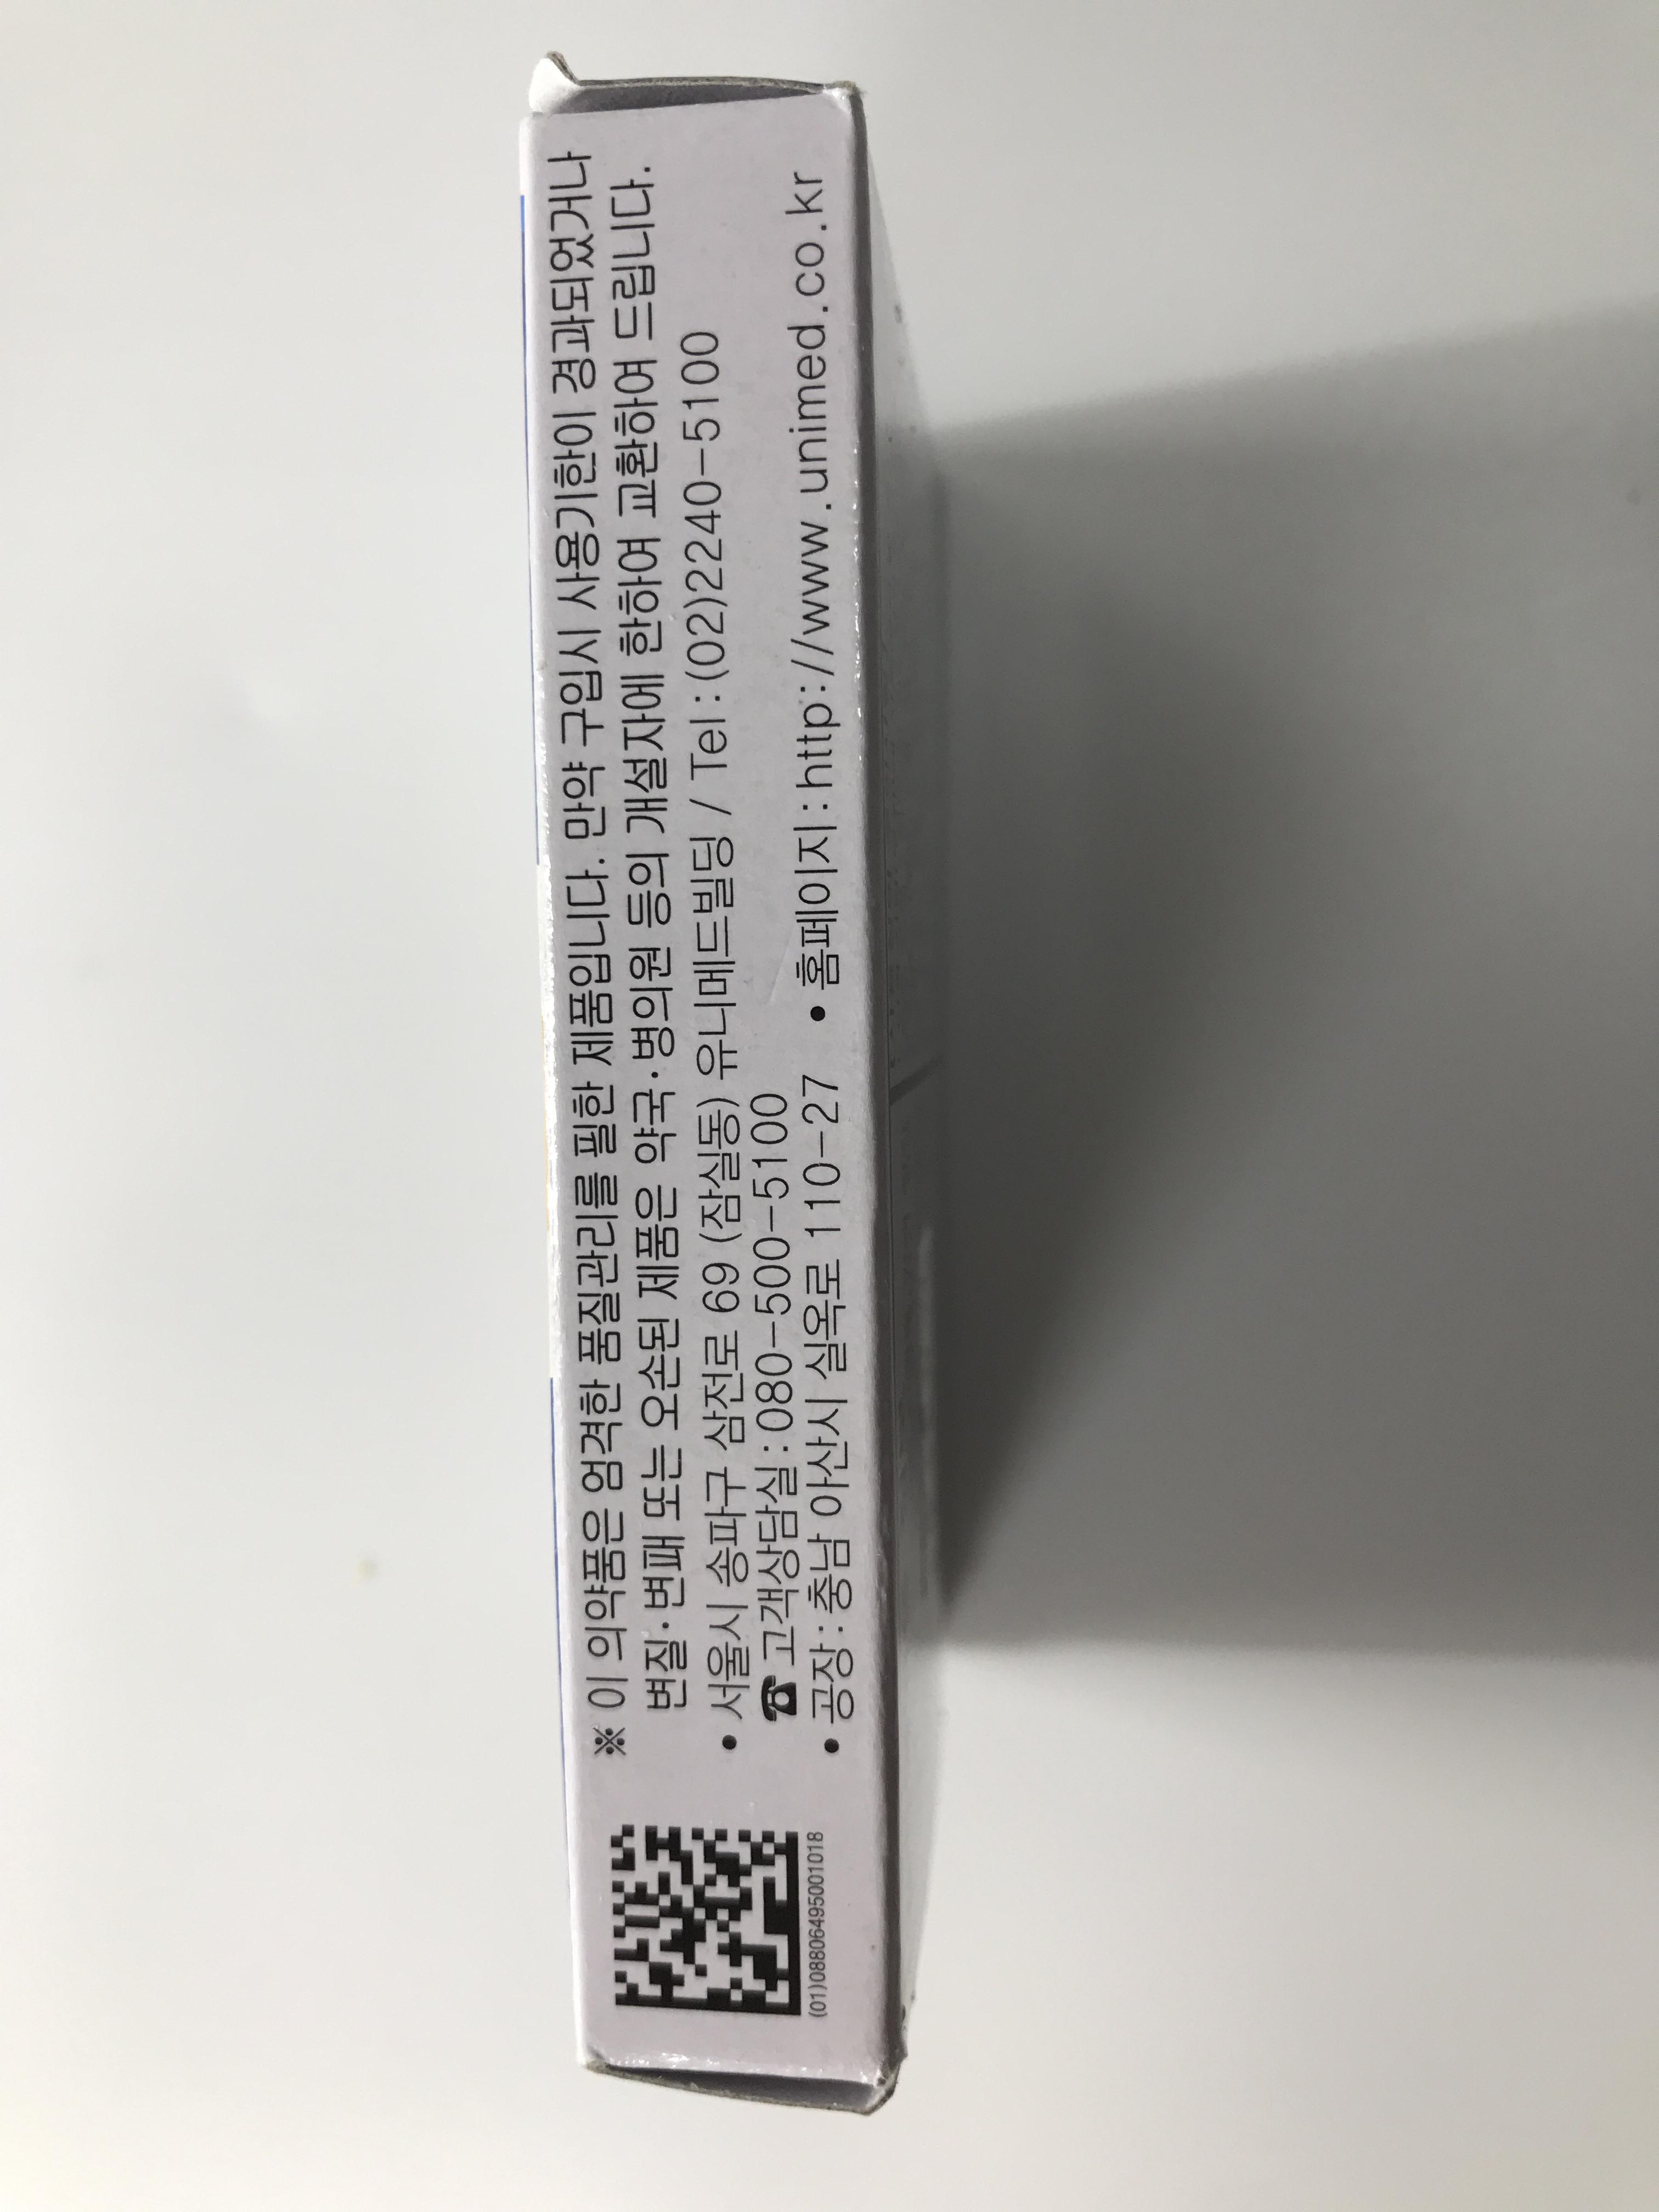 ※ 이 의약품은 엄격한 품질관리를 필한 제품입니다. 만약 구입시 사용기한이 경과되었거나
변질·변패 또는 오손된 제품은 약국·병의원 등의 개설자에 한하여 교환하여 드립니다.
• 서울시 송파구 삼전로 69 (잠실동) 유니메드빌딩 / Tel:(02)2240-5100
☎ 고객상담실:080-500-5100
• 공장:충남 아산시 실옥로 110-27 • 홈페이지:http://www.unimed.co.kr
(01)08806495001018